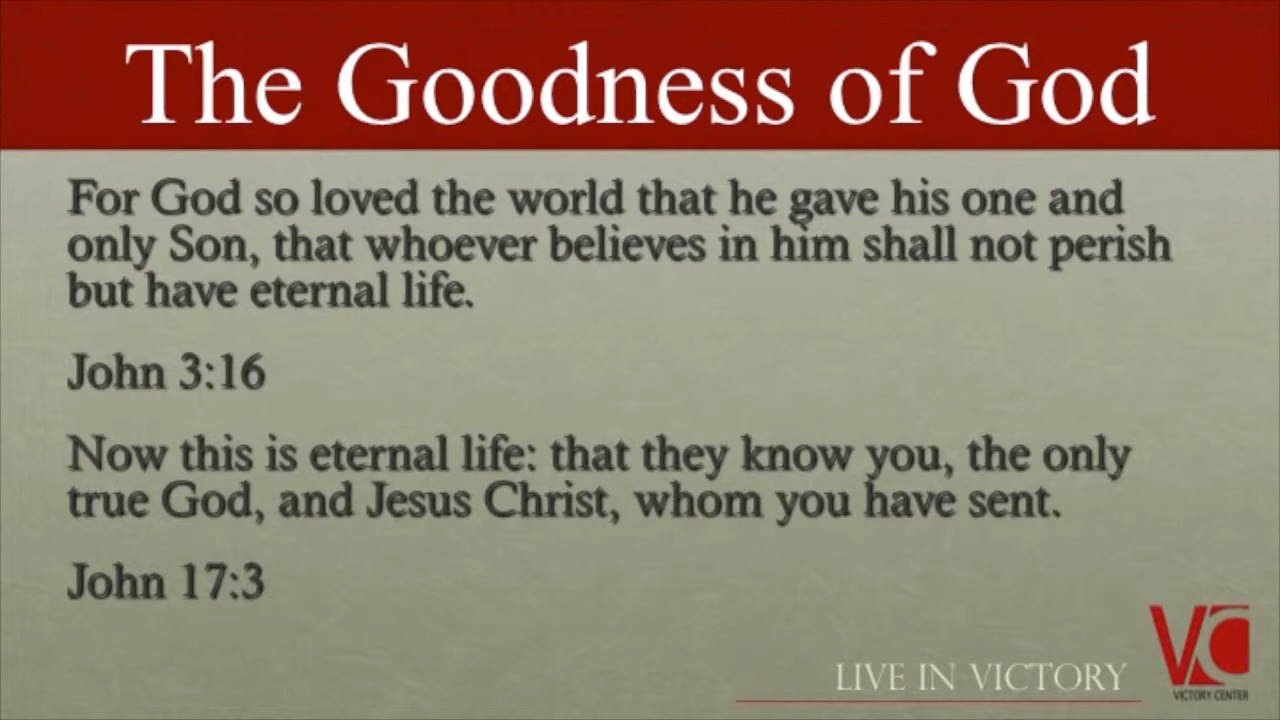 The Goodness of God
For God so loved the world that he gave his one and
only Son, that whoever believes in him shall not perish
but have eternal life.
John 3:16
Now this is eternal life: that they know you, the only
true God, and Jesus Christ, whom you have sent.
John 17:3
LIVE IN VICTORY
VC
VICTORY CENTER